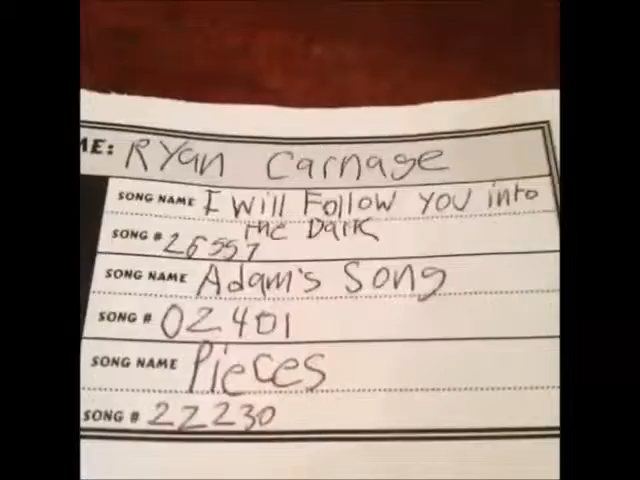 ME: RYan Carnage
SONG NAME I Will Follow You into
the Dark
SONG # 26557
SONG NAME Adam's Song
SONG # 02401
SONG NAME Pieces
SONG # 22230